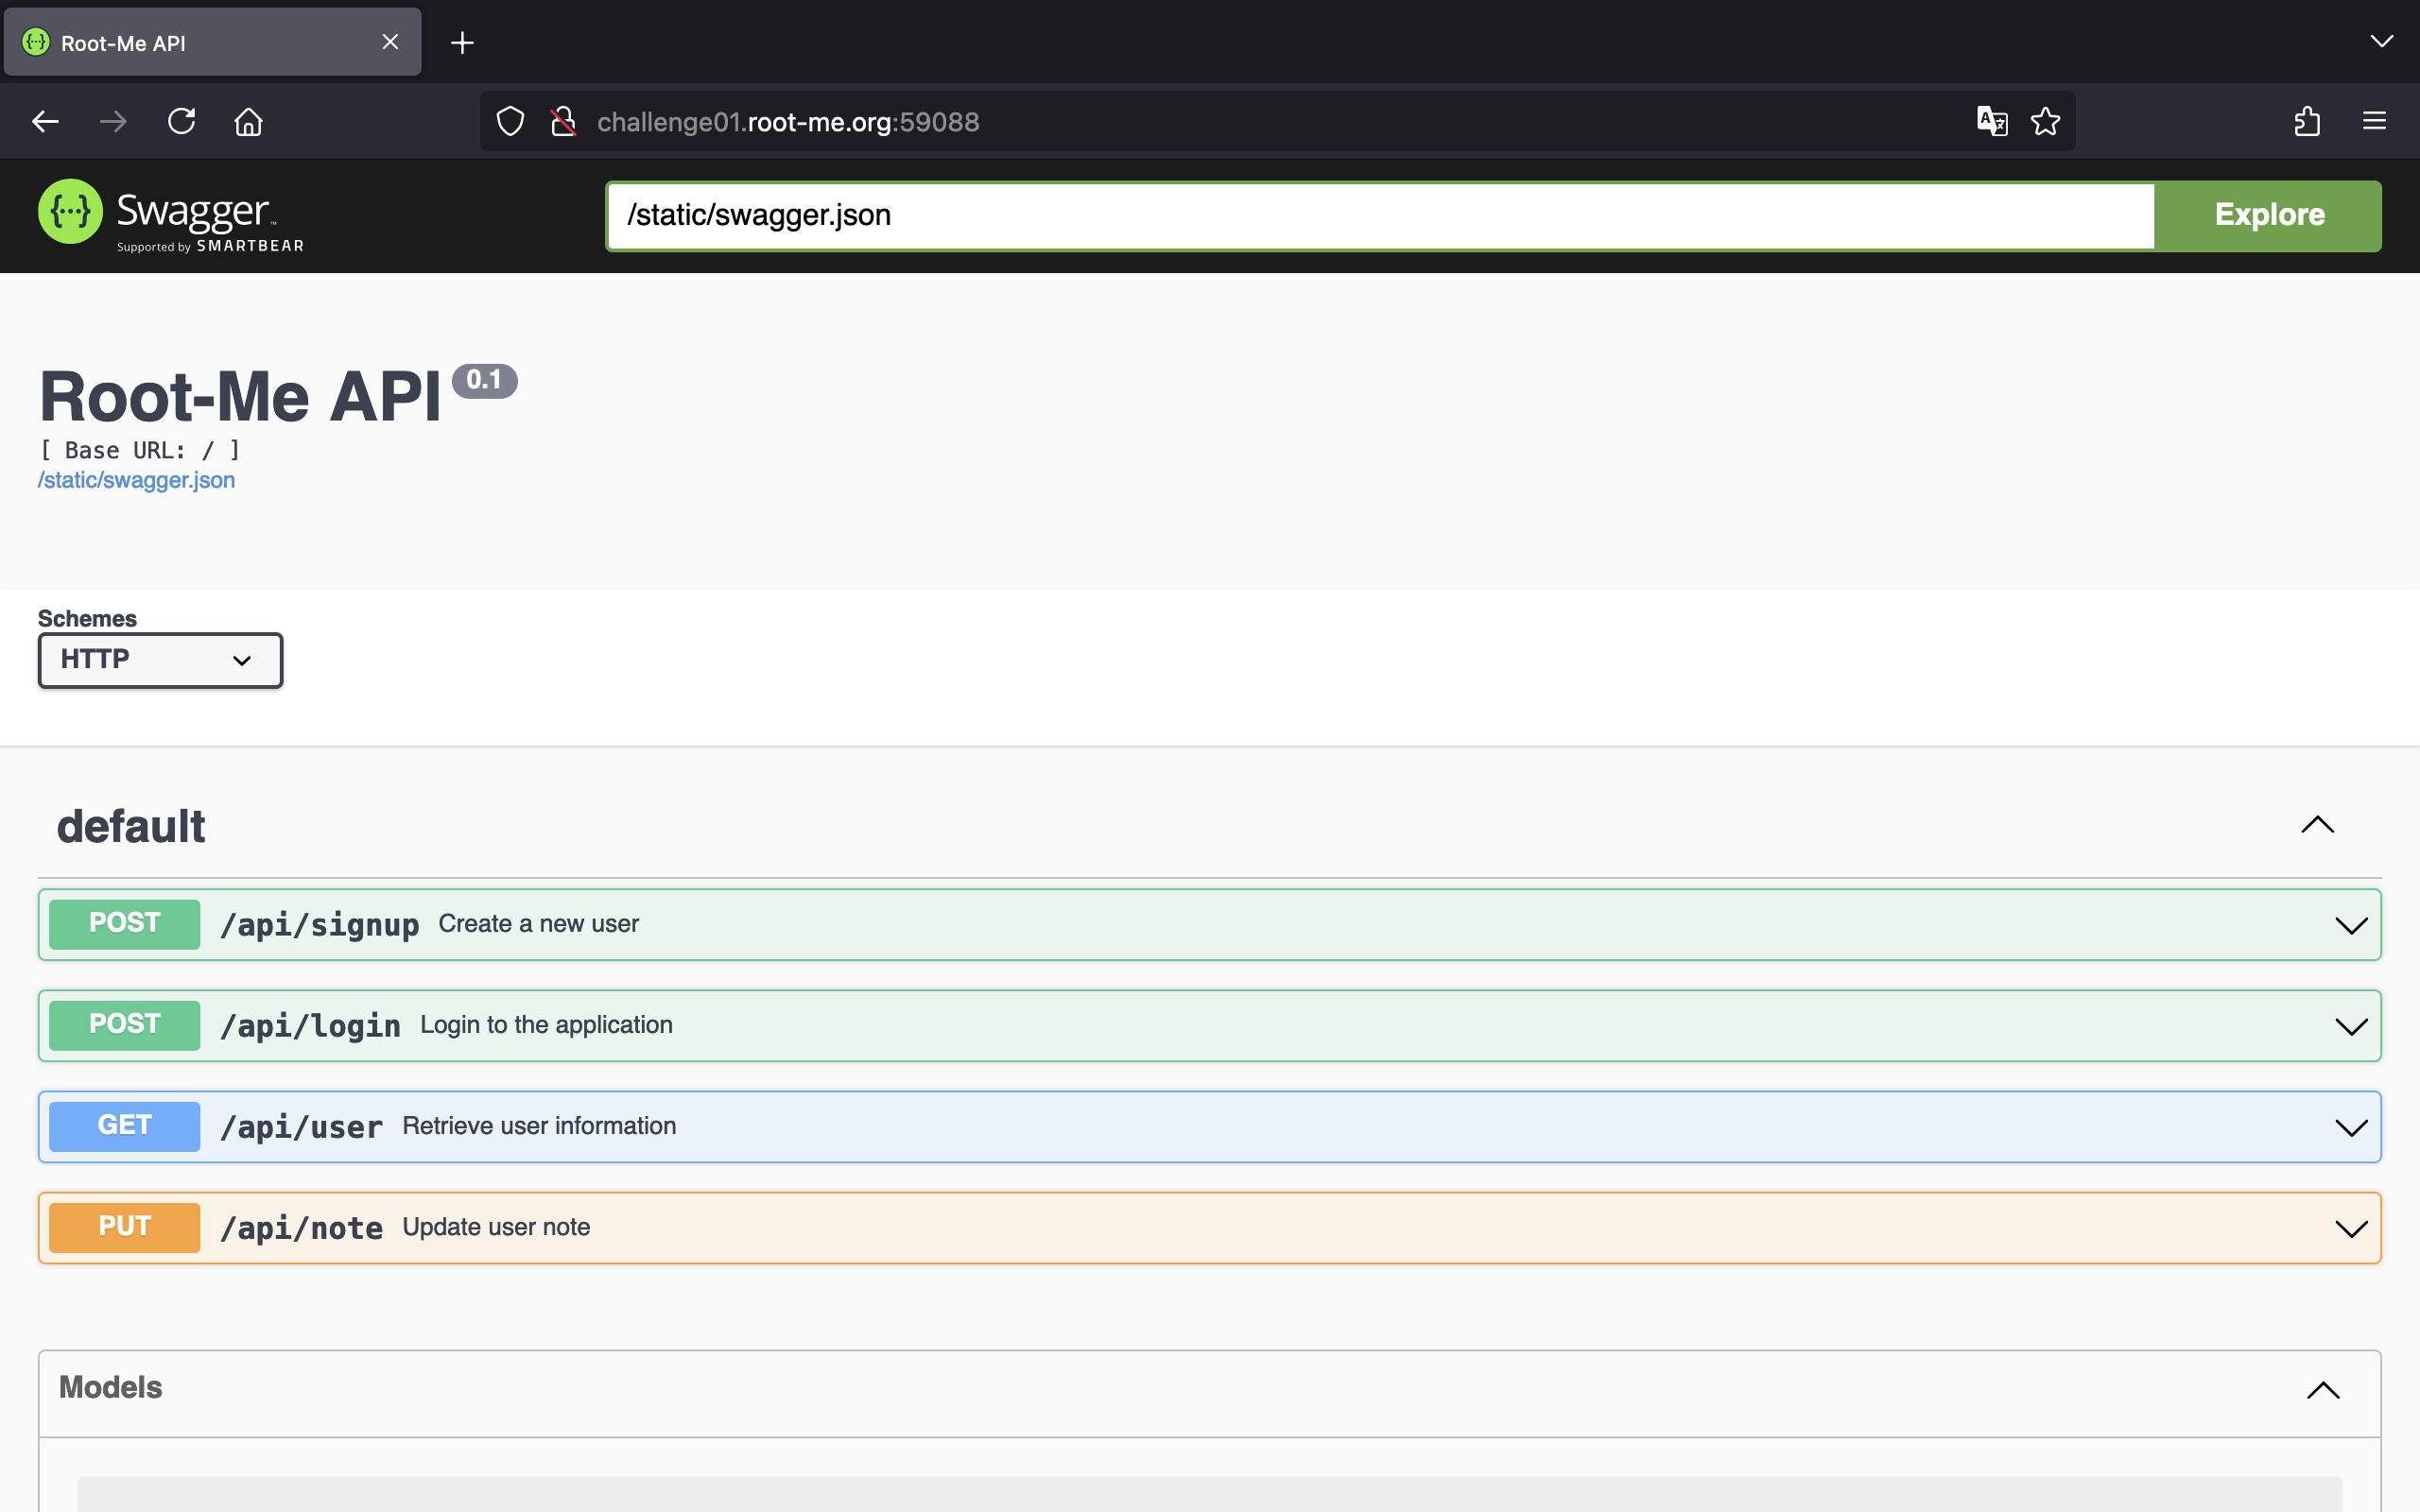 Root-Me API
challenge01.root-me.org:59088
{···} Swagger™
Supported by SMARTBEAR
/static/swagger.json Explore
Root-Me API 0.1
[ Base URL: / ]
/static/swagger.json
Schemes
HTTP
default
POST /api/signup Create a new user
POST /api/login Login to the application
GET /api/user Retrieve user information
PUT /api/note Update user note
Models